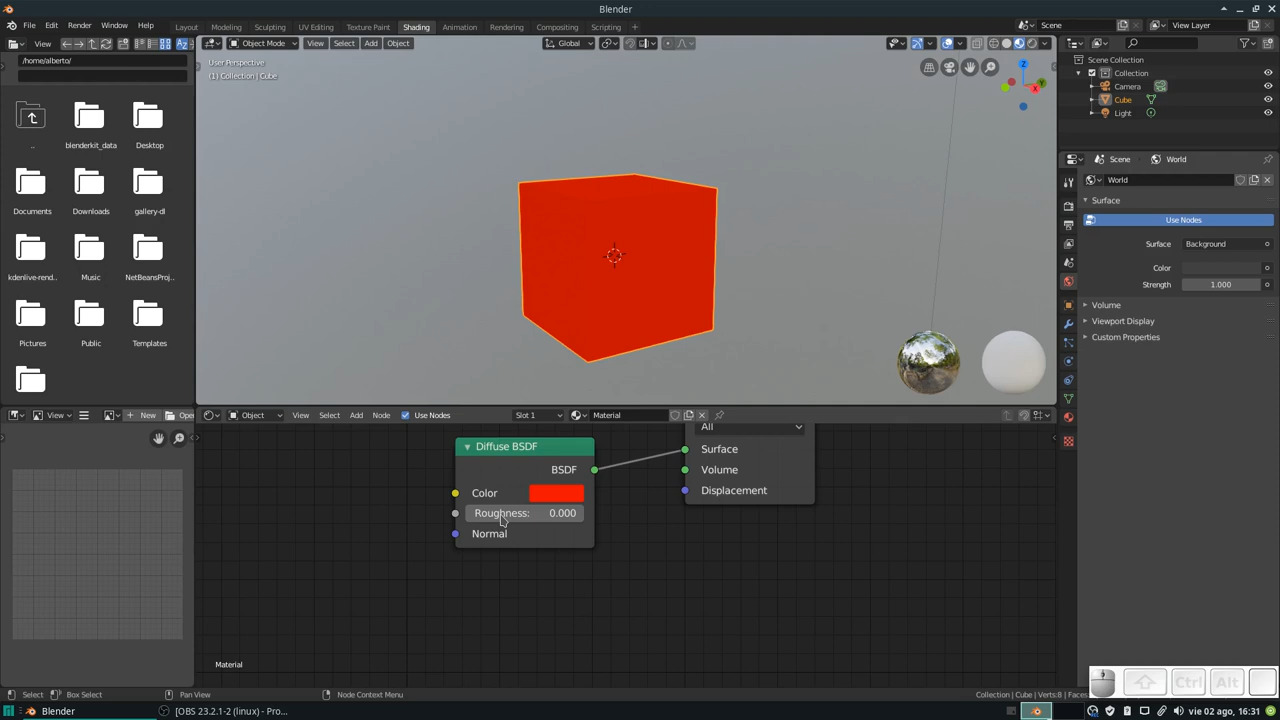 Blender
File Edit Render Window Help
Layout Modeling Sculpting UV Editing Texture Paint Shading Animation Rendering Compositing Scripting
Scene
View Layer
View
Object Mode View Select Add Object
Global
/home/alberto/
..
blenderkit_data
Desktop
Documents
Downloads
gallery-dl
kdenlive-rend...
Music
NetBeansProj...
Pictures
Public
Templates
User Perspective
(1) Collection | Cube
Z
Y
X
Scene Collection
Collection
Camera
Cube
Light
Scene
World
World
Surface
Use Nodes
Surface Background
Color
Strength 1.000
Volume
Viewport Display
Custom Properties
View
New
Open
Object View Select Add Node Use Nodes Slot 1 Material
Diffuse BSDF
BSDF
Color
Roughness: 0.000
Normal
All
Surface
Volume
Displacement
Material
Select Box Select Pan View Node Context Menu
Collection | Cube | Verts:8 | Faces
Ctrl Alt
Blender
[OBS 23.2.1-2 (linux) - Pro...
vie 02 ago, 16:31